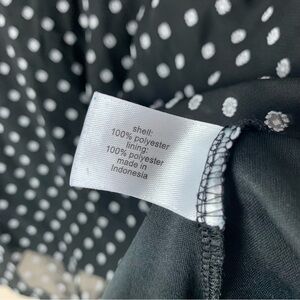 shell:
100% polyester
lining:
100% polyester
made in
Indonesia